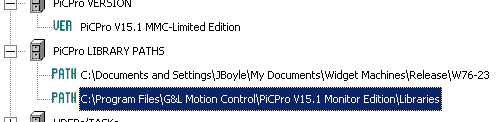 PiCPro VERSION
VER PiCPro V15.1 MMC-Limited Edition
PiCPro LIBRARY PATHS
PATH C:\Documents and Settings\JBoyle\My Documents\Widget Machines\Release\W76-23
PATH C:\Program Files\G&L Motion Control\PiCPro V15.1 Monitor Edition\Libraries